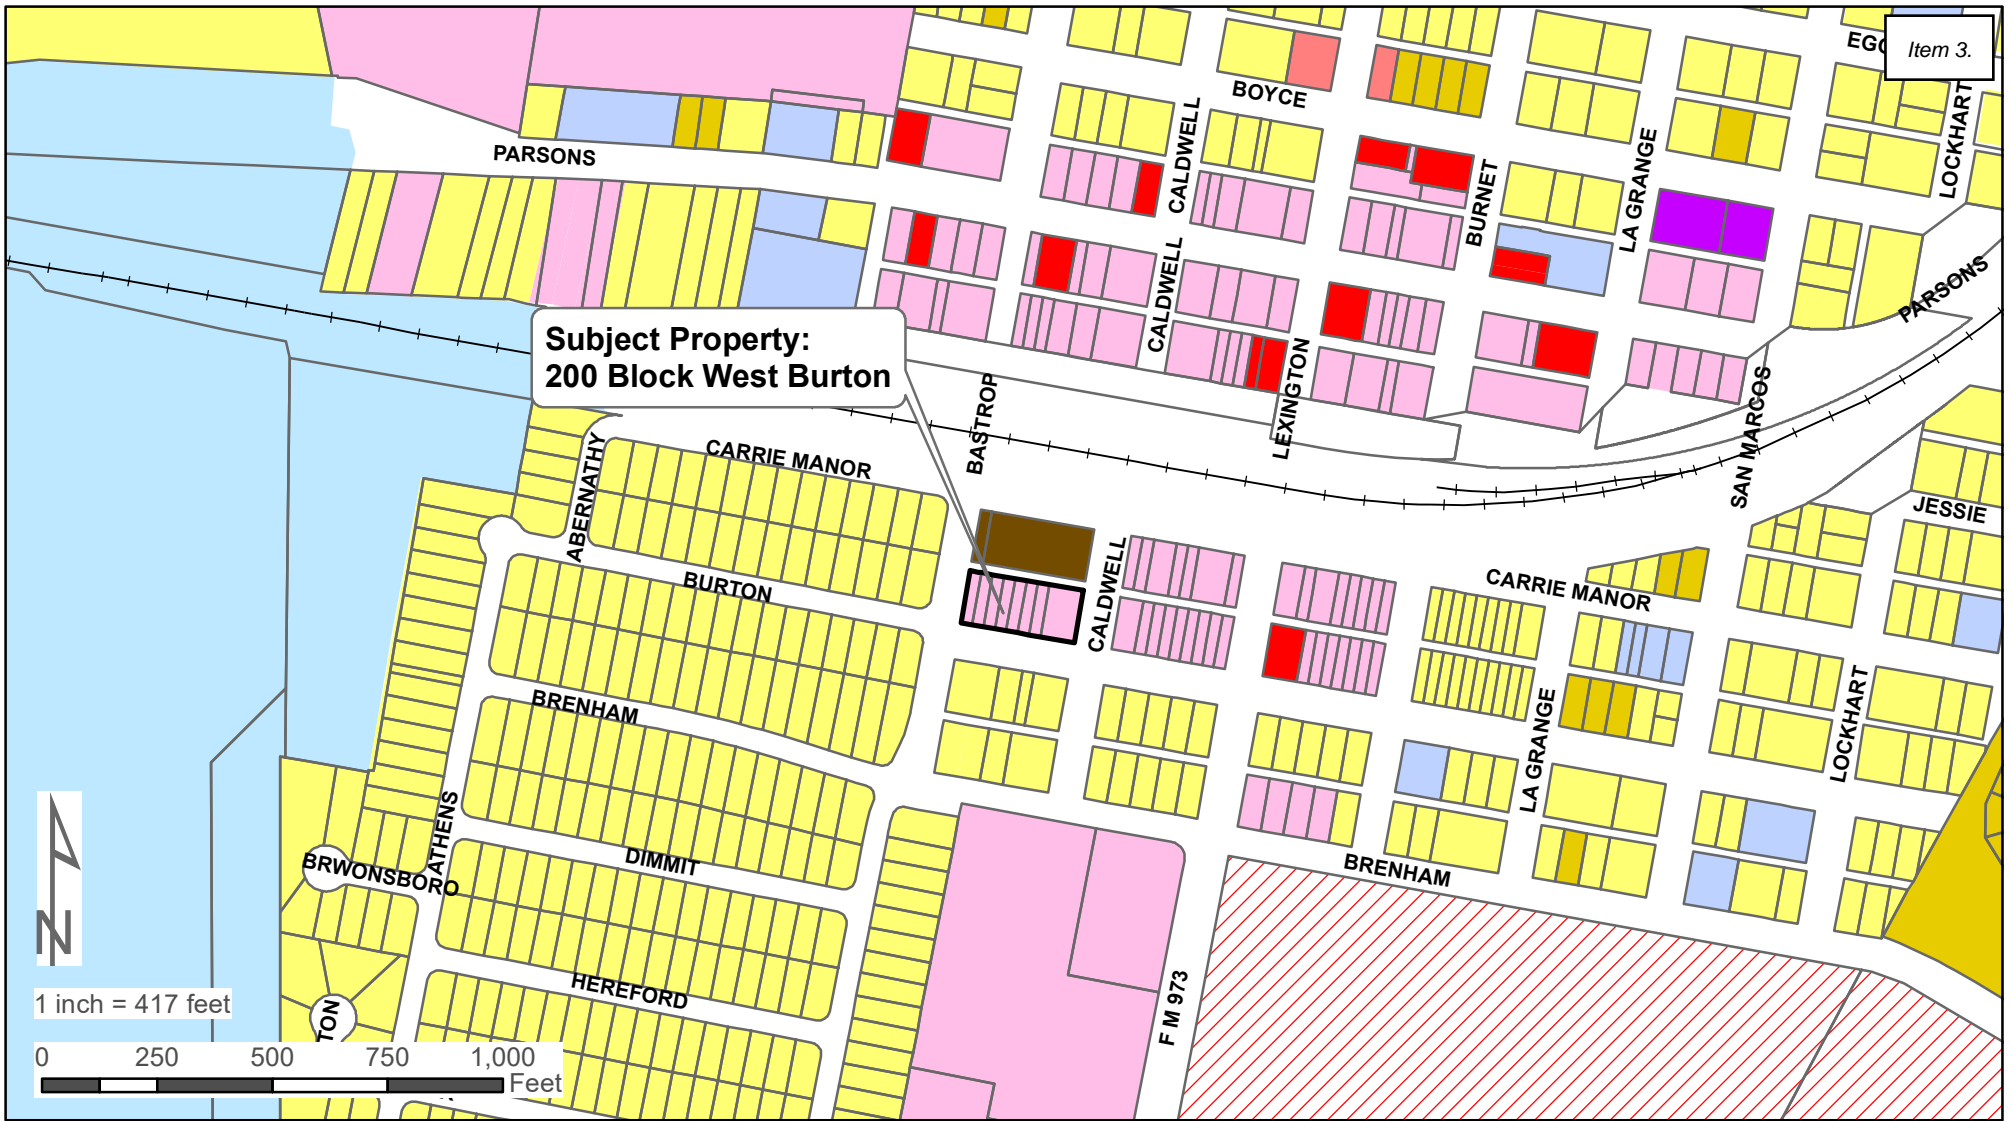 EGG
Item 3.
BOYCE
LOCKHART
PARSONS
CALDWELL
LA GRANGE
BURNET
PARSONS
CALDWELL
Subject Property:
200 Block West Burton
BASTROP
LEXINGTON
SAN MARCOS
CARRIE MANOR
ABERNATHY
JESSIE
BURTON
CALDWELL
CARRIE MANOR
BRENHAM
LA GRANGE
LOCKHART
ATHENS
DIMMIT
BRWONSBORO
BRENHAM
HEREFORD
F M 973
TON
N
1 inch = 417 feet
0 250 500 750 1,000
Feet